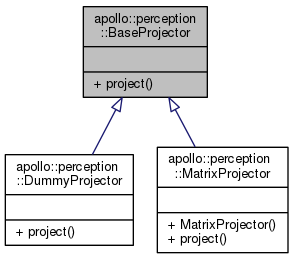 apollo::perception
::BaseProjector
+ project()
apollo::perception
::DummyProjector
+ project()
apollo::perception
::MatrixProjector
+ MatrixProjector()
+ project()